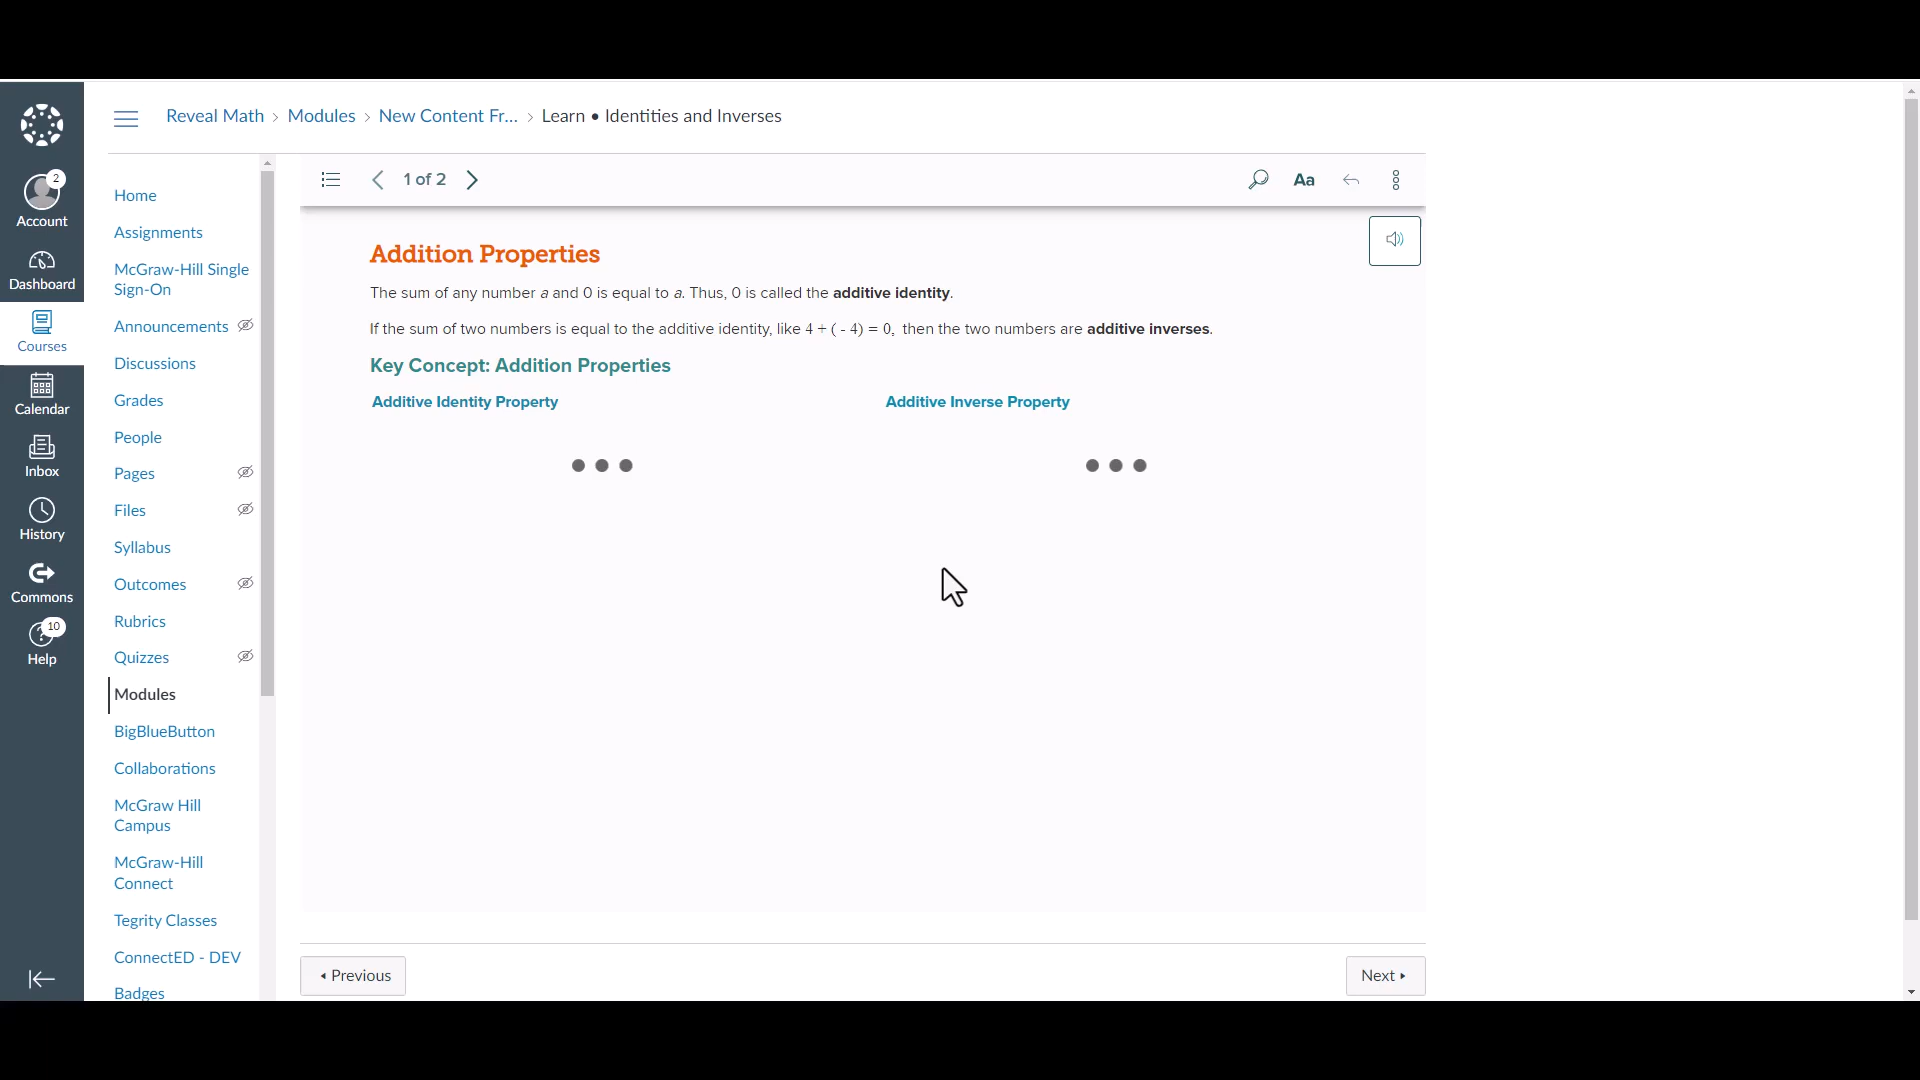 Reveal Math › Modules › New Content Fr... › Learn • Identities and Inverses
2
Account
Dashboard
Courses
Calendar
Inbox
History
Commons
10
Help
Home
Assignments
McGraw-Hill Single
Sign-On
Announcements
Discussions
Grades
People
Pages
Files
Syllabus
Outcomes
Rubrics
Quizzes
Modules
BigBlueButton
Collaborations
McGraw Hill
Campus
McGraw-Hill
Connect
Tegrity Classes
ConnectED - DEV
Badges
1 of 2
Aa
Addition Properties
The sum of any number a and 0 is equal to a. Thus, 0 is called the additive identity.
If the sum of two numbers is equal to the additive identity, like 4 + ( - 4) = 0, then the two numbers are additive inverses.
Key Concept: Addition Properties
Additive Identity Property
Additive Inverse Property
Previous
Next